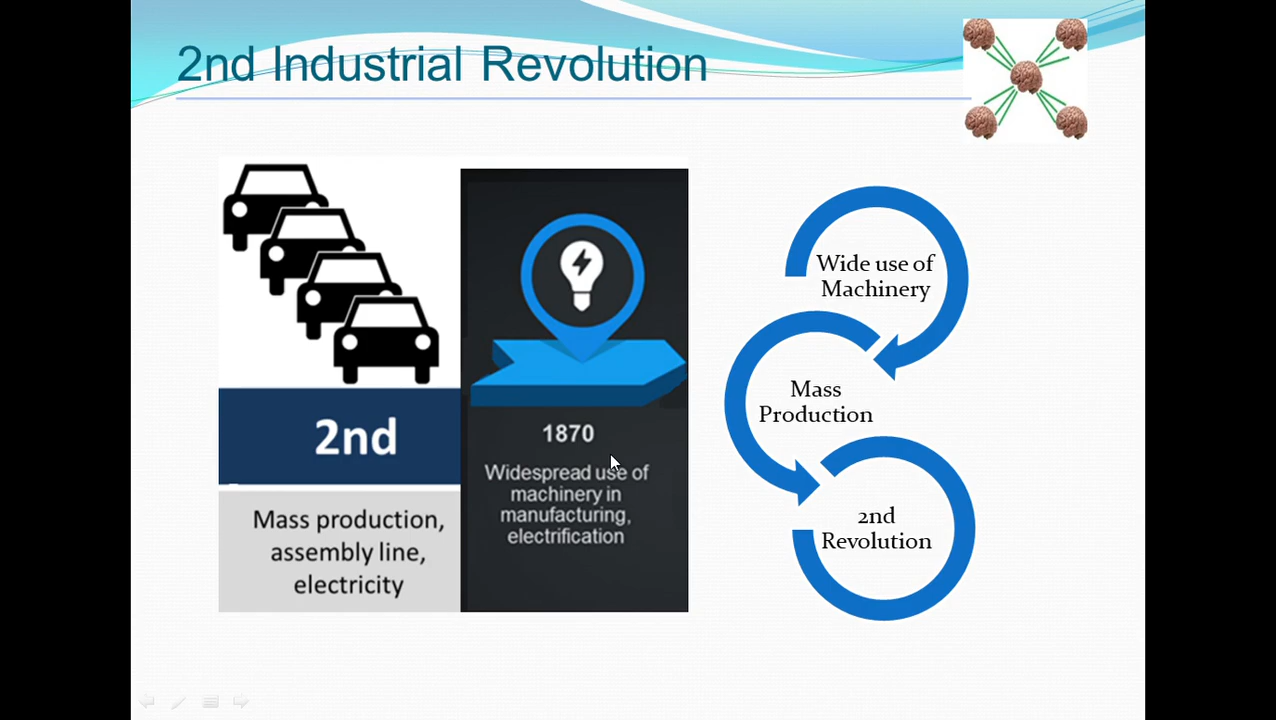 2nd Industrial Revolution
2nd
Mass production,
assembly line,
electricity
1870
Widespread use of
machinery in
manufacturing,
electrification
Wide use of
Machinery
Mass
Production
2nd
Revolution